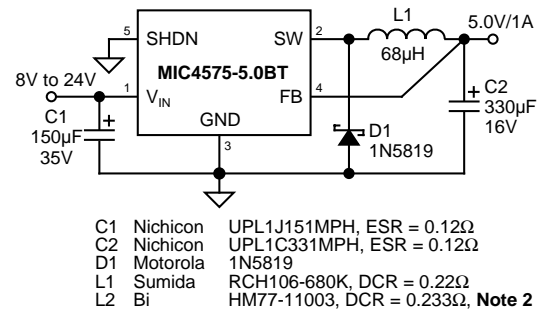 L1
5.0V/1A
5
SHDN
SW
2
68µH
MIC4575-5.0BT
8V to 24V
1
VIN
FB
4
C2
330µF
16V
C1
150µF
35V
GND
3
D1
1N5819
+
+
C1 Nichicon UPL1J151MPH, ESR = 0.12Ω
C2 Nichicon UPL1C331MPH, ESR = 0.12Ω
D1 Motorola 1N5819
L1 Sumida RCH106-680K, DCR = 0.22Ω
L2 Bi HM77-11003, DCR = 0.233Ω, Note 2